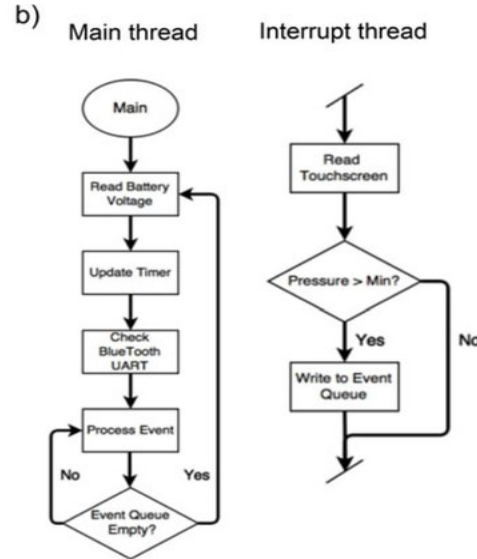 b)
Main thread
Main
Read Battery
Voltage
Update Timer
Check
BlueTooth
UART
Process Event
No
Yes
Event Queue
Empty?
Interrupt thread
Read
Touchscreen
Pressure > Min?
Yes
No
Write to Event
Queue